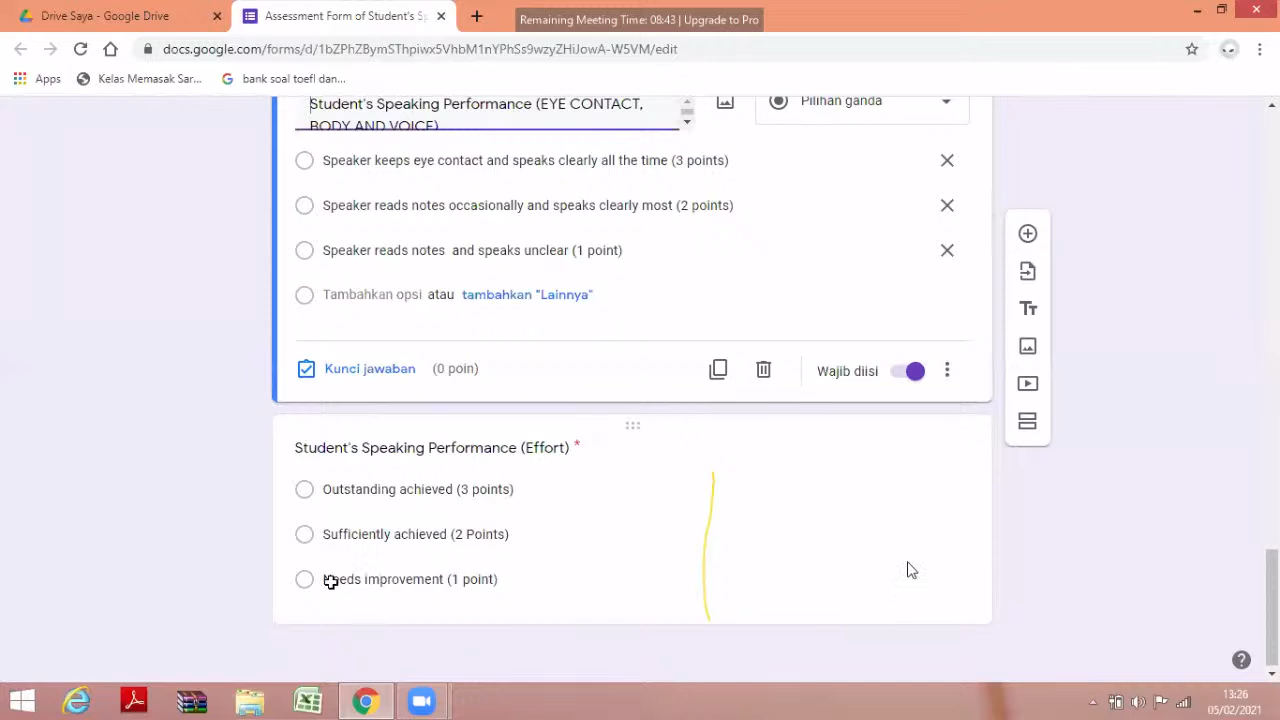 Drive Saya - Google Drive
Assessment Form of Student's Sp
Remaining Meeting Time: 08:43 | Upgrade to Pro
docs.google.com/forms/d/1bZPhZBymSThpiwx5VhbM1nYPhSs9wzyZHiJowA-W5VM/edit
Apps
Kelas Memasak Sar...
bank soal toefl dan...
Student's Speaking Performance (EYE CONTACT,
BODY AND VOICE)
Pilihan ganda
Speaker keeps eye contact and speaks clearly all the time (3 points)
Speaker reads notes occasionally and speaks clearly most (2 points)
Speaker reads notes  and speaks unclear (1 point)
Tambahkan opsi atau tambahkan "Lainnya"
Kunci jawaban (0 poin)
Wajib diisi
Student's Speaking Performance (Effort) *
Outstanding achieved (3 points)
Sufficiently achieved (2 Points)
Needs improvement (1 point)
13:26
05/02/2021